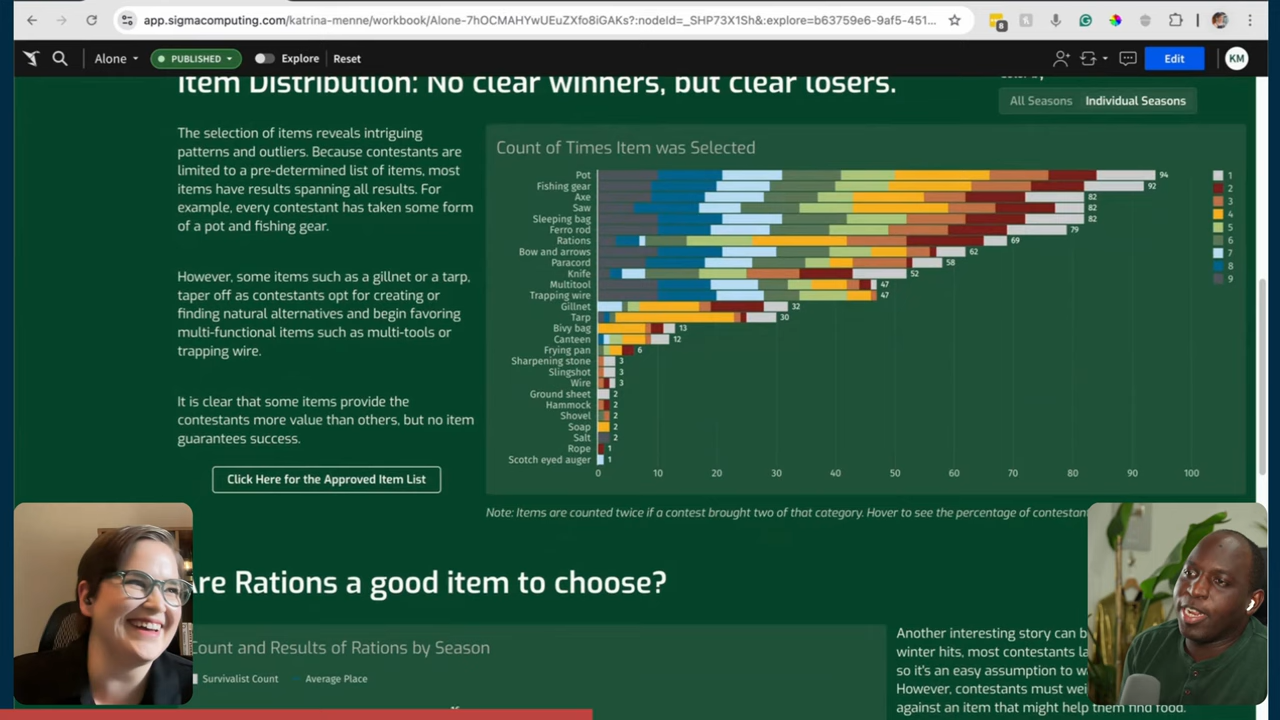 app.sigmacomputing.com/katrina-menne/workbook/Alone-7hOCMAHYwUEuZXfo8iGAKs?:nodeId=_SHP73X1Sh&:explore=b63759e6-9af5-451...
8
Alone
PUBLISHED
Explore
Reset
Edit
KM
Item Distribution: No clear winners, but clear losers.
All Seasons
Individual Seasons
The selection of items reveals intriguing
patterns and outliers. Because contestants are
limited to a pre-determined list of items, most
items have results spanning all results. For
example, every contestant has taken some form
of a pot and fishing gear.
However, some items such as a gillnet or a tarp,
taper off as contestants opt for creating or
finding natural alternatives and begin favoring
multi-functional items such as multi-tools or
trapping wire.
It is clear that some items provide the
contestants more value than others, but no item
guarantees success.
Click Here for the Approved Item List
Count of Times Item was Selected
Pot 94
Fishing gear 92
Axe 82
Saw 82
Sleeping bag 82
Ferro rod 79
Rations 69
Bow and arrows 62
Paracord 58
Knife 52
Multitool 47
Trapping wire 47
Gillnet 32
Tarp 30
Bivy bag 13
Canteen 12
Frying pan 6
Sharpening stone 3
Slingshot 3
Wire 3
Ground sheet 2
Hammock 2
Shovel 2
Soap 2
Salt 2
Rope 1
Scotch eyed auger 1
0 10 20 30 40 50 60 70 80 90 100
1
2
3
4
5
6
7
8
9
Note: Items are counted twice if a contest brought two of that category. Hover to see the percentage of contestan
Are Rations a good item to choose?
Count and Results of Rations by Season
Survivalist Count
Average Place
Another interesting story can b
winter hits, most contestants la
so it's an easy assumption to w
However, contestants must wei
against an item that might help them find food.